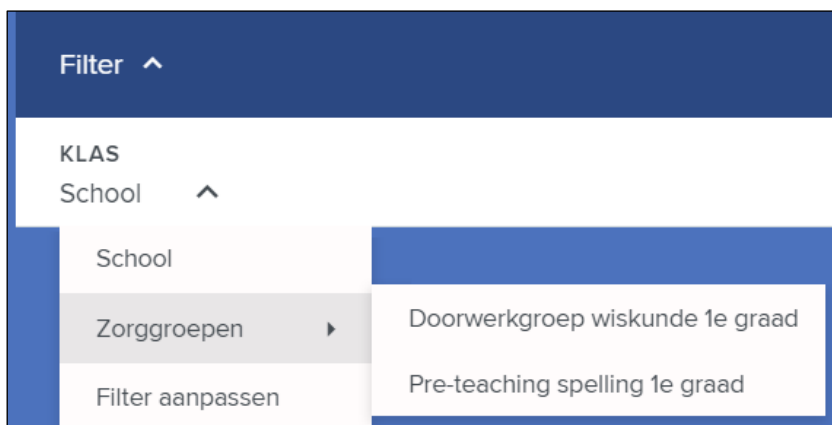 Filter
KLAS
School
School
Zorggroepen
Doorwerkgroep wiskunde 1e graad
Pre-teaching spelling 1e graad
Filter aanpassen